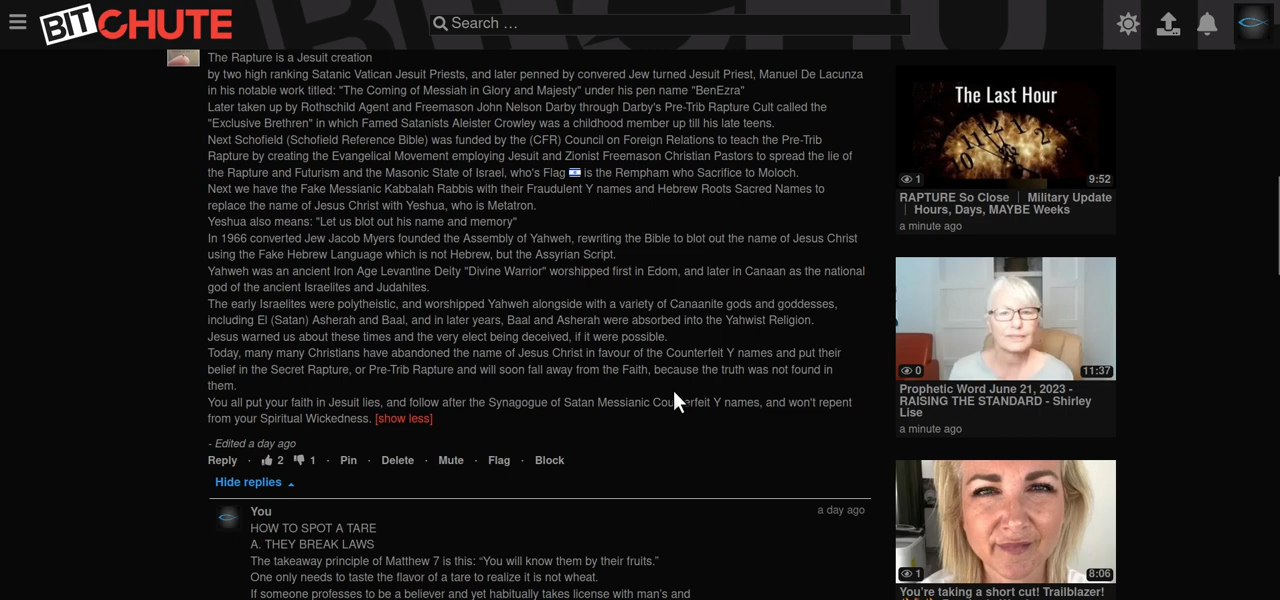 BITCHUTE
Search …
The Rapture is a Jesuit creation
by two high ranking Satanic Vatican Jesuit Priests, and later penned by convered Jew turned Jesuit Priest, Manuel De Lacunza
in his notable work titled: "The Coming of Messiah in Glory and Majesty" under his pen name "BenEzra"
Later taken up by Rothschild Agent and Freemason John Nelson Darby through Darby's Pre-Trib Rapture Cult called the
"Exclusive Brethren" in which Famed Satanists Aleister Crowley was a childhood member up till his late teens.
Next Schofield (Schofield Reference Bible) was funded by the (CFR) Council on Foreign Relations to teach the Pre-Trib
Rapture by creating the Evangelical Movement employing Jesuit and Zionist Freemason Christian Pastors to spread the lie of
the Rapture and Futurism and the Masonic State of Israel, who's Flag 🇮🇱 is the Rempham who Sacrifice to Moloch.
Next we have the Fake Messianic Kabbalah Rabbis with their Fraudulent Y names and Hebrew Roots Sacred Names to
replace the name of Jesus Christ with Yeshua, who is Metatron.
Yeshua also means: "Let us blot out his name and memory"
In 1966 converted Jew Jacob Myers founded the Assembly of Yahweh, rewriting the Bible to blot out the name of Jesus Christ
using the Fake Hebrew Language which is not Hebrew, but the Assyrian Script.
Yahweh was an ancient Iron Age Levantine Deity "Divine Warrior" worshipped first in Edom, and later in Canaan as the national
god of the ancient Israelites and Judahites.
The early Israelites were polytheistic, and worshipped Yahweh alongside with a variety of Canaanite gods and goddesses,
including El (Satan) Asherah and Baal, and in later years, Baal and Asherah were absorbed into the Yahwist Religion.
Jesus warned us about these times and the very elect being deceived, if it were possible.
Today, many many Christians have abandoned the name of Jesus Christ in favour of the Counterfeit Y names and put their
belief in the Secret Rapture, or Pre-Trib Rapture and will soon fall away from the Faith, because the truth was not found in
them.
You all put your faith in Jesuit lies, and follow after the Synagogue of Satan Messianic Counterfeit Y names, and won't repent
from your Spiritual Wickedness. [show less]
- Edited a day ago
Reply · 2 1 · Pin · Delete · Mute · Flag · Block
Hide replies
You
a day ago
HOW TO SPOT A TARE
A. THEY BREAK LAWS
The takeaway principle of Matthew 7 is this: “You will know them by their fruits.”
One only needs to taste the flavor of a tare to realize it is not wheat.
If someone professes to be a believer and yet habitually takes license with man's and
The Last Hour
1
9:52
RAPTURE So Close | Military Update
| Hours, Days, MAYBE Weeks
a minute ago
0
11:37
Prophetic Word June 21, 2023 -
RAISING THE STANDARD - Shirley
Lise
a minute ago
1
8:06
You're taking a short cut! Trailblazer!